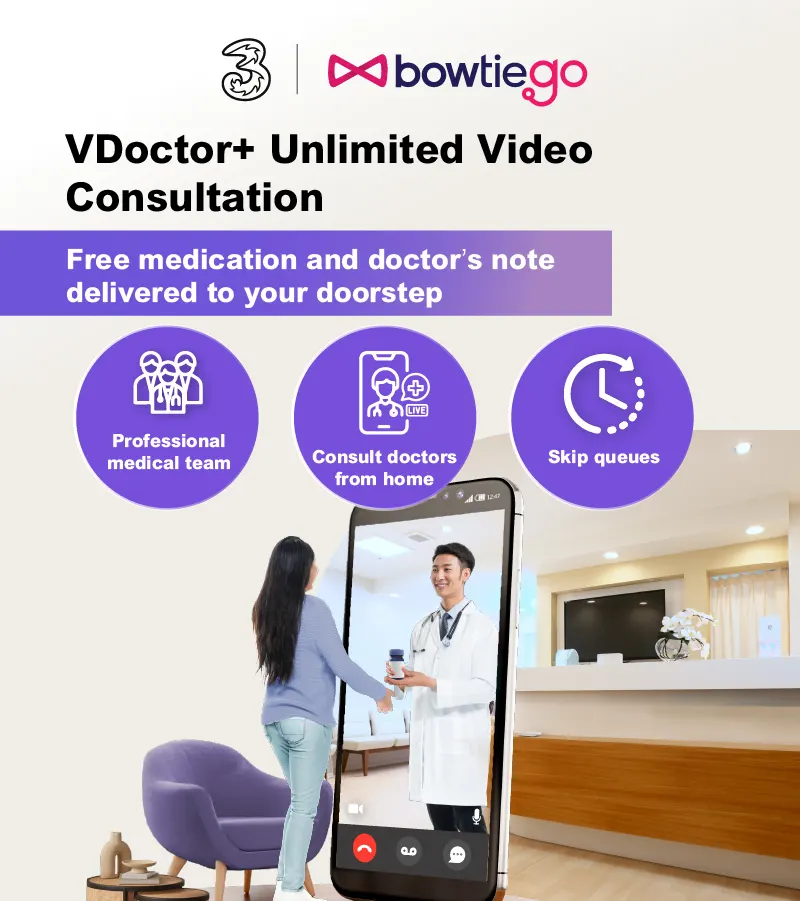 3 bowtiego
VDoctor+ Unlimited Video
Consultation
Free medication and doctor’s note
delivered to your doorstep
Professional
medical team
LIVE
Consult doctors
from home
Skip queues
12:47